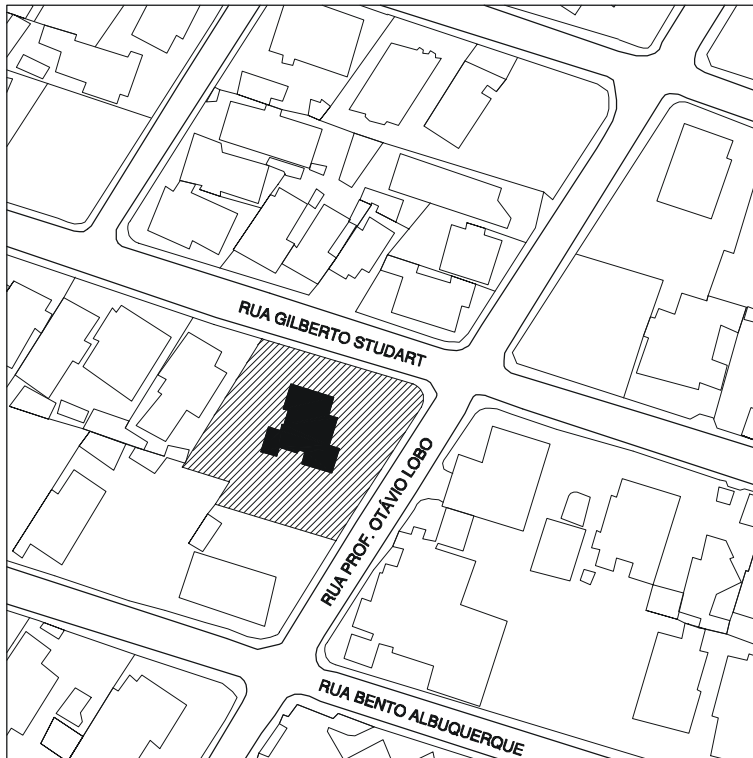 RUA GILBERTO STUDART
RUA PROF. OTÁVIO LOBO
RUA BENTO ALBUQUERQUE